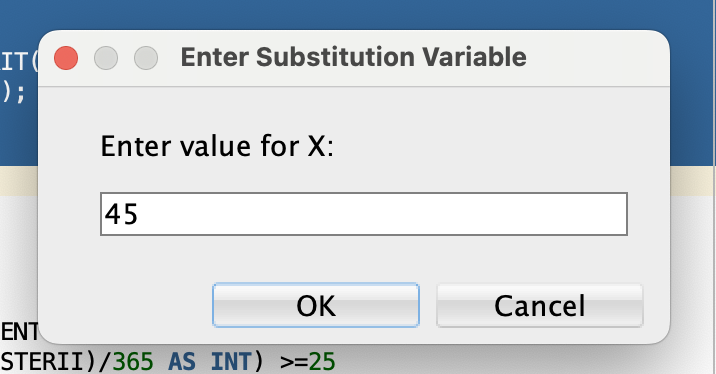 IT(
);
Enter Substitution Variable
Enter value for X:
45
OK Cancel
ENT
STERII)/365 AS INT) >=25